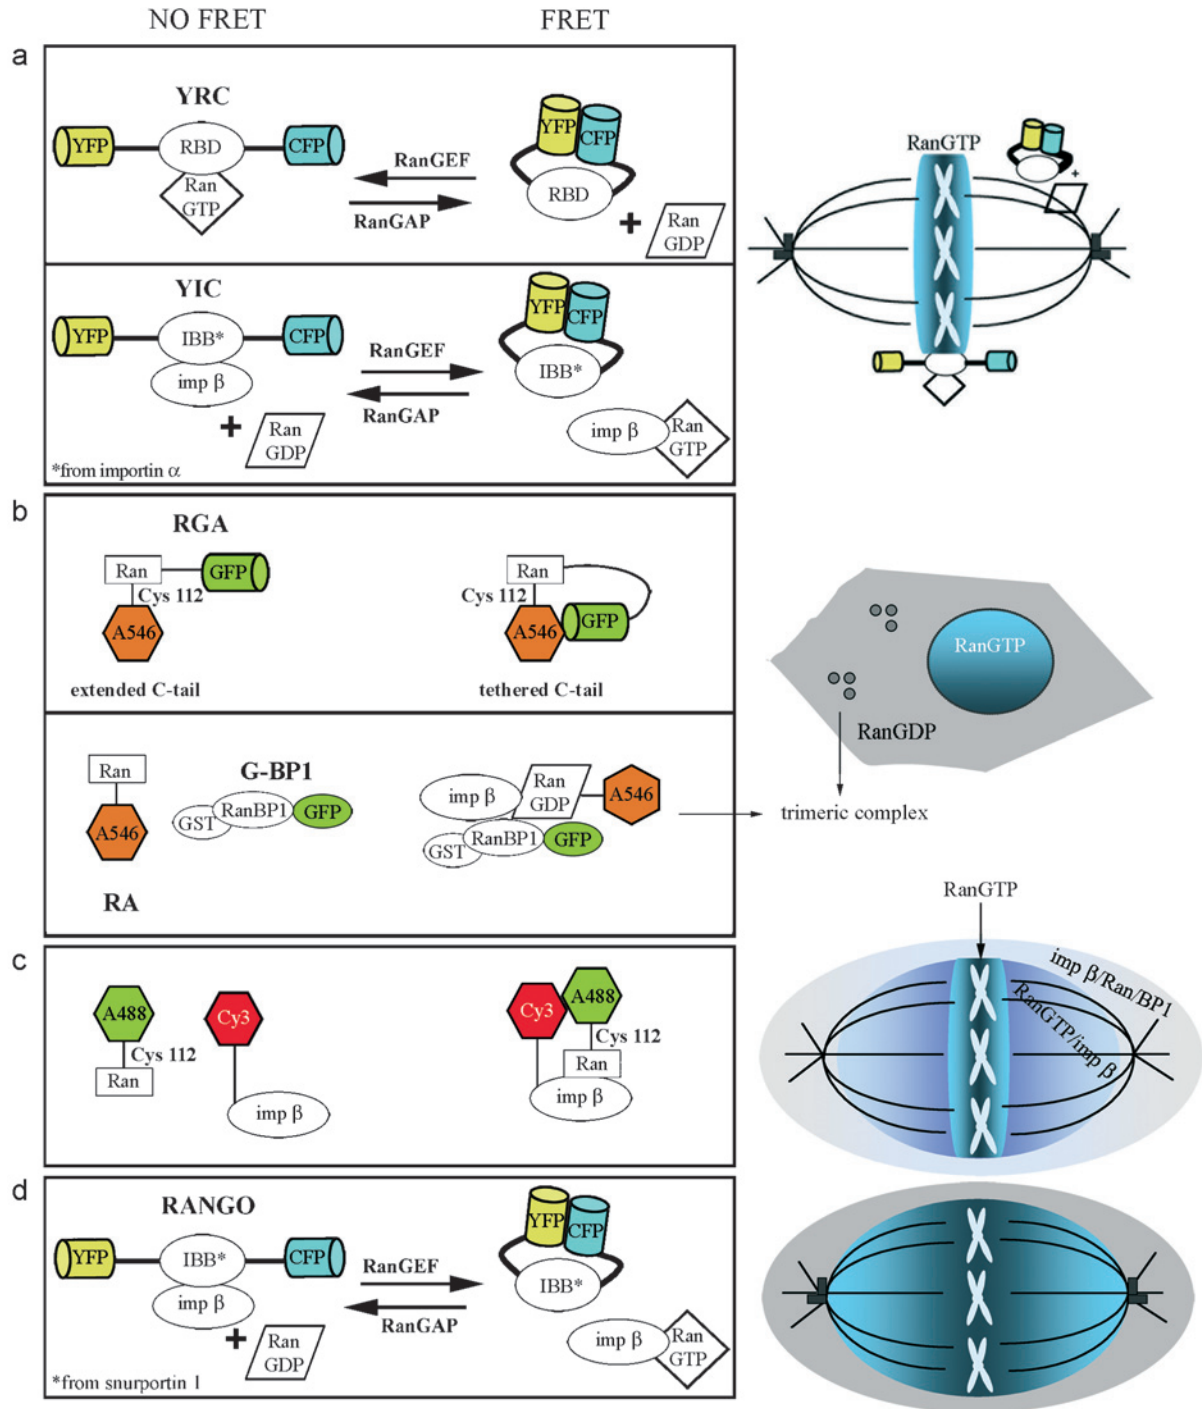 NO FRET
FRET
a
YRC
YFP
RBD
CFP
Ran
GTP
RanGEF
RanGAP
YFP
CFP
RBD
+
Ran
GDP
RanGTP
+
YIC
YFP
IBB*
CFP
imp β
+
Ran
GDP
*from importin α
RanGEF
RanGAP
YFP
CFP
IBB*
imp β
Ran
GTP
b
RGA
Ran
GFP
Cys 112
A546
extended C-tail
Ran
Cys 112
A546
GFP
tethered C-tail
RanGTP
RanGDP
trimeric complex
Ran
A546
RA
G-BP1
GST
RanBP1
GFP
imp β
Ran
GDP
A546
GST
RanBP1
GFP
c
A488
Cys 112
Ran
Cy3
imp β
Cy3
A488
Cys 112
Ran
imp β
RanGTP
imp β/Ran/BP1
RanGTP/imp β
d
RANGO
YFP
IBB*
CFP
imp β
+
Ran
GDP
*from snurportin 1
RanGEF
RanGAP
YFP
CFP
IBB*
imp β
Ran
GTP